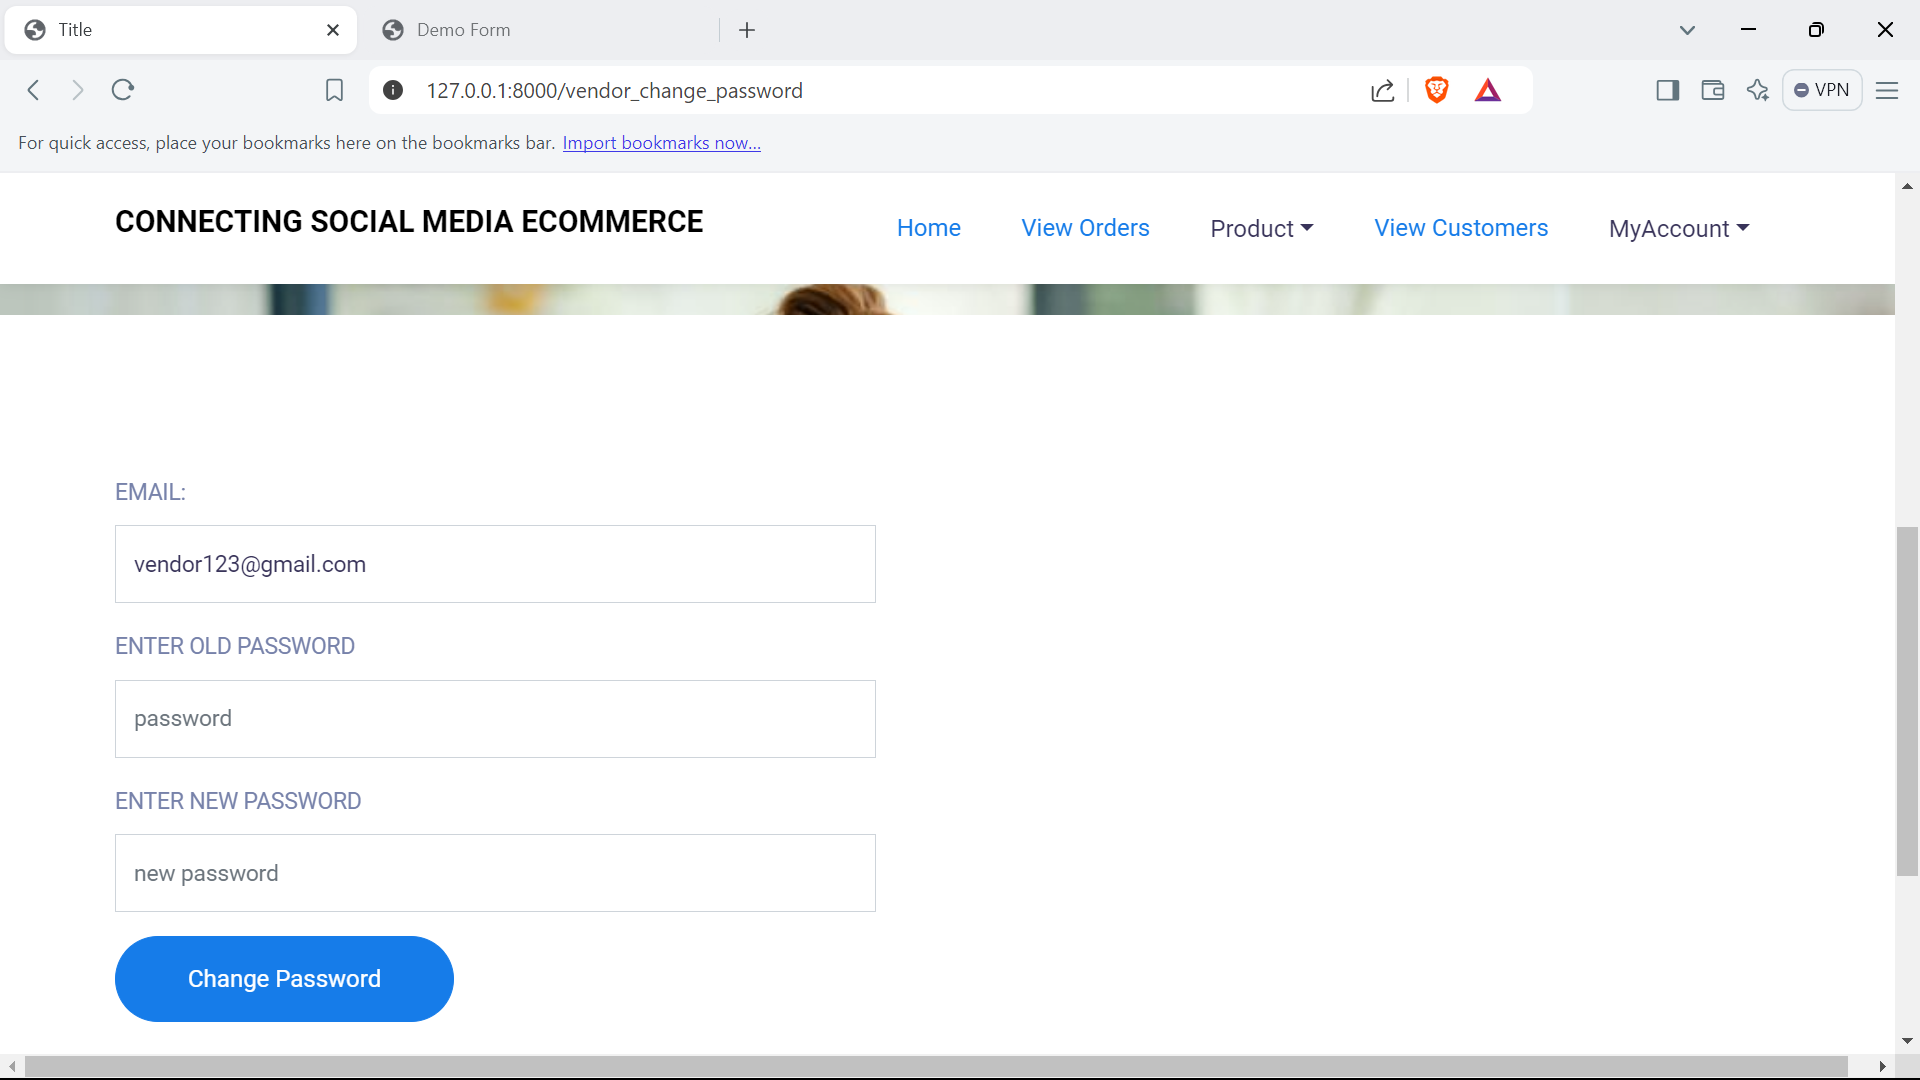 Title
Demo Form
127.0.0.1:8000/vendor_change_password
VPN
For quick access, place your bookmarks here on the bookmarks bar. Import bookmarks now...
CONNECTING SOCIAL MEDIA ECOMMERCE
Home
View Orders
Product
View Customers
MyAccount
EMAIL:
vendor123@gmail.com
ENTER OLD PASSWORD
password
ENTER NEW PASSWORD
new password
Change Password